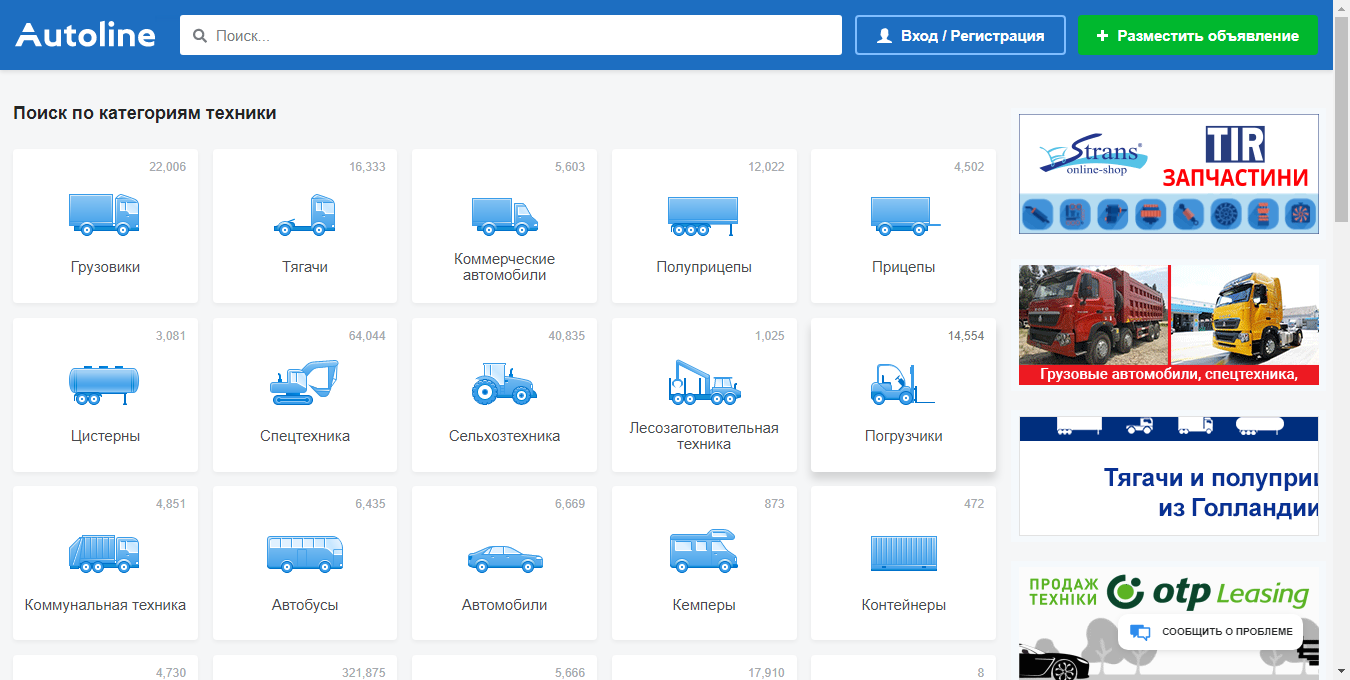 Autoline
Поиск...
Вход / Регистрация
Разместить объявление
Поиск по категориям техники
22,006
Грузовики
16,333
Тягачи
5,603
Коммерческие
автомобили
12,022
Полуприцепы
4,502
Прицепы
3,081
Цистерны
64,044
Спецтехника
40,835
Сельхозтехника
1,025
Лесозаготовительная
техника
14,554
Погрузчики
4,851
Коммунальная техника
6,435
Автобусы
6,669
Автомобили
873
Кемперы
472
Контейнеры
4,730
321,875
5,666
17,910
8
Strans
online-shop
TIR
ЗАПЧАСТИНИ
Грузовые автомобили, спецтехника,
Тягачи и полуприц
из Голландии
ПРОДАЖ
ТЕХНІКИ
otp Leasing
СООБЩИТЬ О ПРОБЛЕМЕ